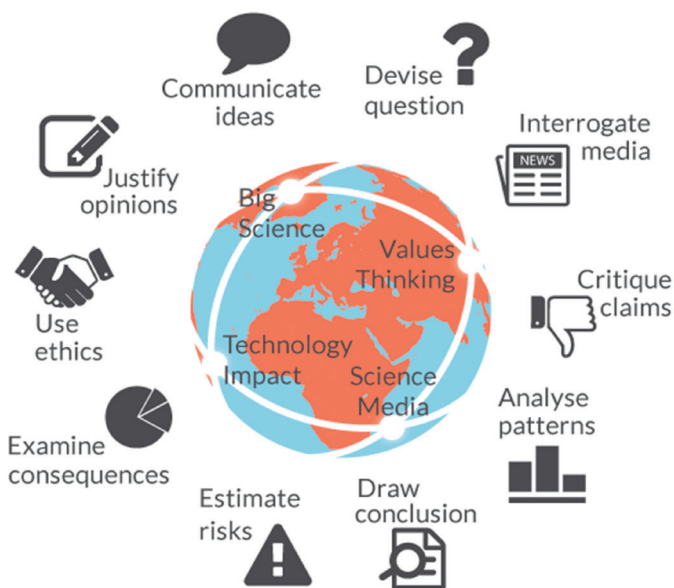 Communicate
ideas
Devise
question
Interrogate
media
NEWS
Justify
opinions
Big
Science
Values
Thinking
Critique
claims
Use
ethics
Technology
Impact
Science
Media
Analyse
patterns
Examine
consequences
Estimate
risks
Draw
conclusion